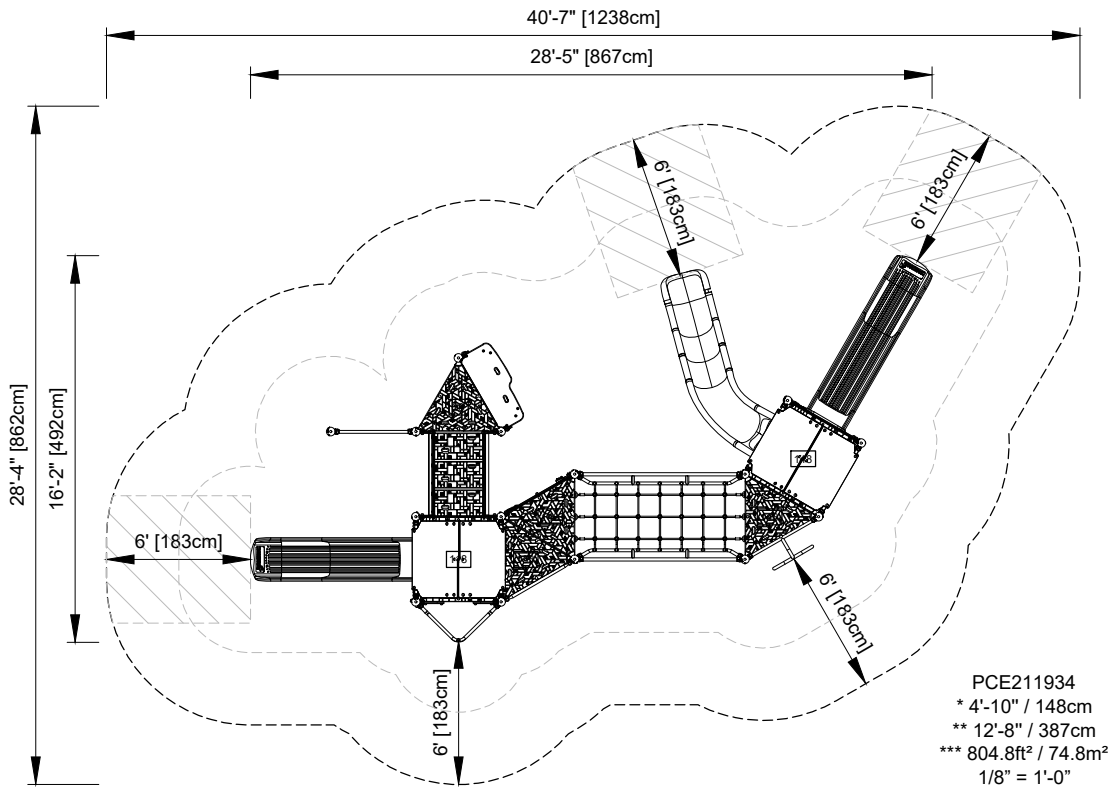 40'-7" [1238cm]
28'-5" [867cm]
28'-4" [862cm]
16'-2" [492cm]
6' [183cm]
6' [183cm]
6' [183cm]
6' [183cm]
6' [183cm]
PCE211934
* 4'-10" / 148cm
** 12'-8" / 387cm
*** 804.8ft² / 74.8m²
1/8" = 1'-0"